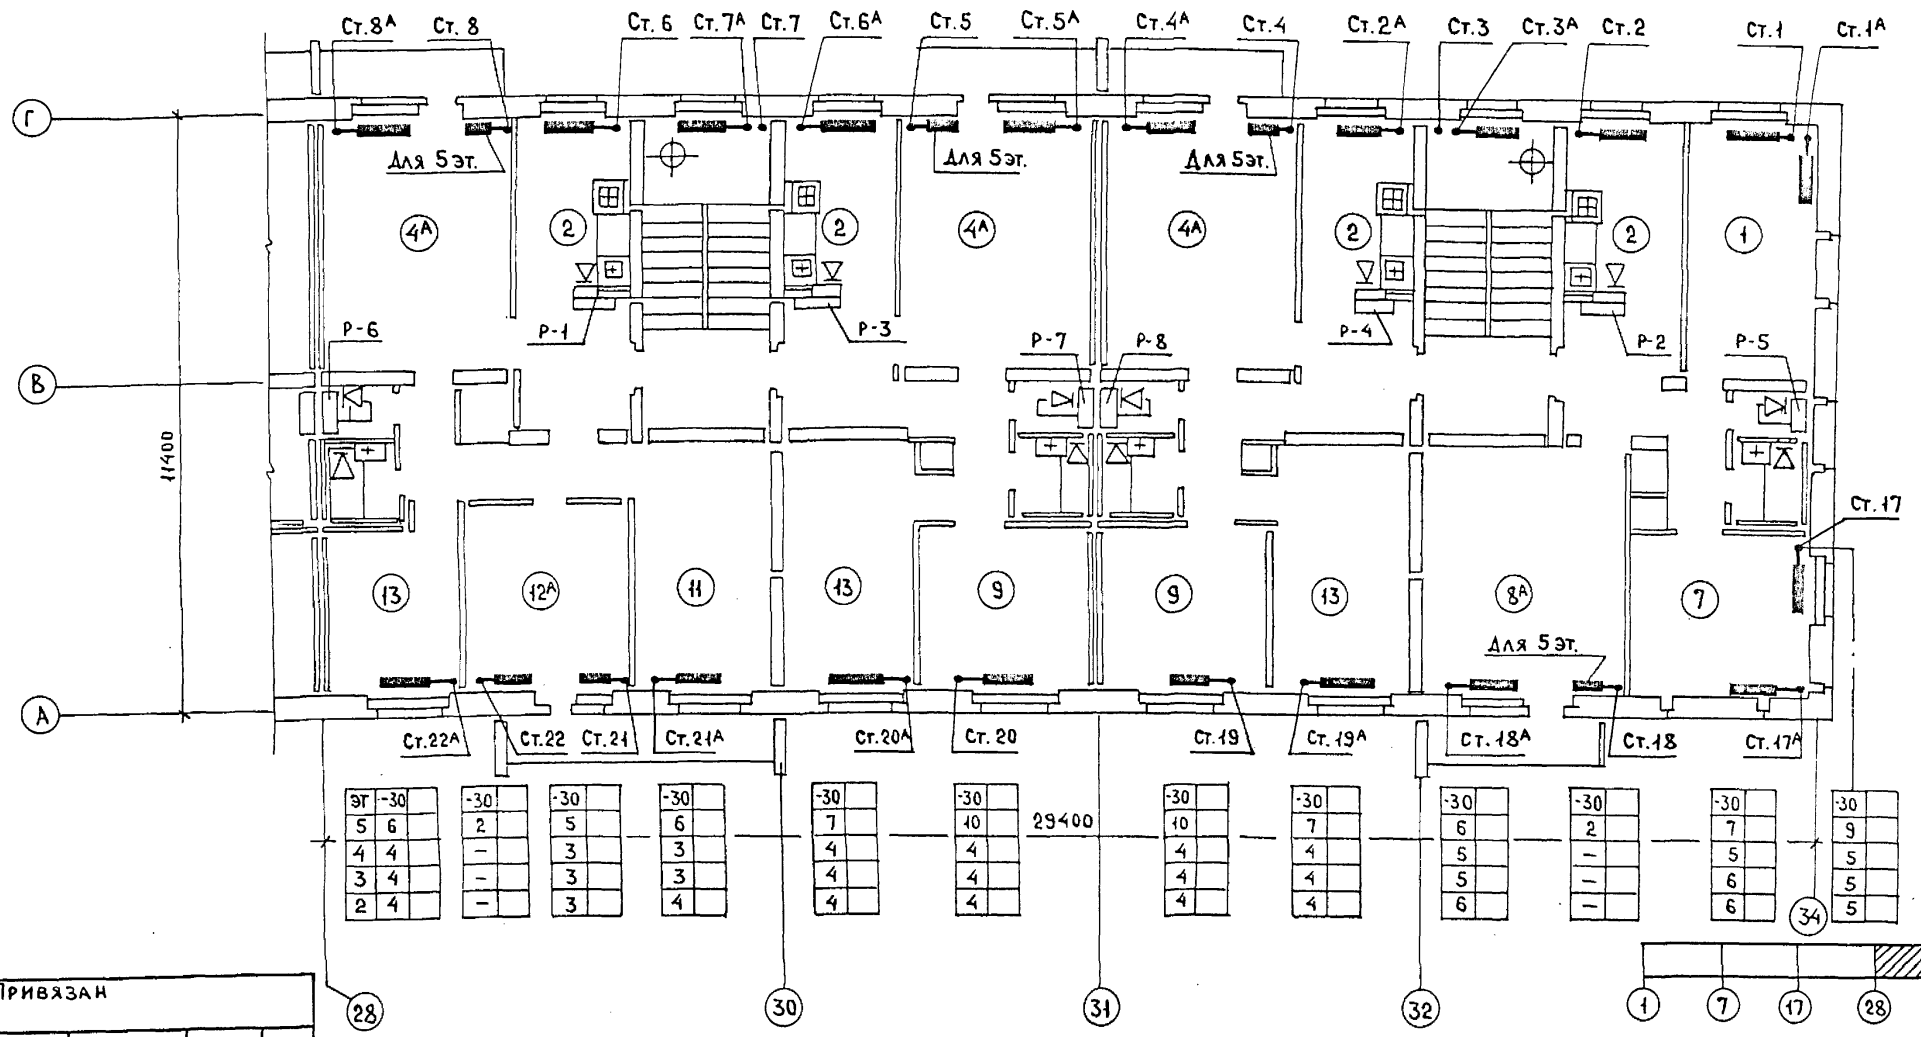 Ст.8А Ст.8 Ст.6 Ст.7А Ст.7 Ст.6А Ст.5 Ст.5А Ст.4А Ст.4 Ст.2А Ст.3 Ст.3А Ст.2 Ст.1 Ст.1А
Г
Для 5 эт. Для 5 эт. Для 5 эт.
4А 2 2 4А 4А 2 2 1
Р-6 Р-1 Р-3 Р-7 Р-8 Р-4 Р-2 Р-5
В
11400
Ст.17
13 12А 11 13 9 9 13 8А 7
Для 5 эт.
А
Ст.22А Ст.22 Ст.21 Ст.21А Ст.20А Ст.20 Ст.19 Ст.19А Ст.18А Ст.18 Ст.17А
эт -30 -30 -30 -30 -30 -30 -30 -30 -30 -30 -30 -30
5 6 2 5 6 7 10 29400 10 7 6 2 7 9
4 4 – 3 3 4 4 4 4 5 – 5 5
3 4 – 3 3 4 4 4 4 5 – 6 5
2 4 – 3 4 4 4 4 4 6 – 6 5
34
Привязан
28 30 31 32 1 7 17 28